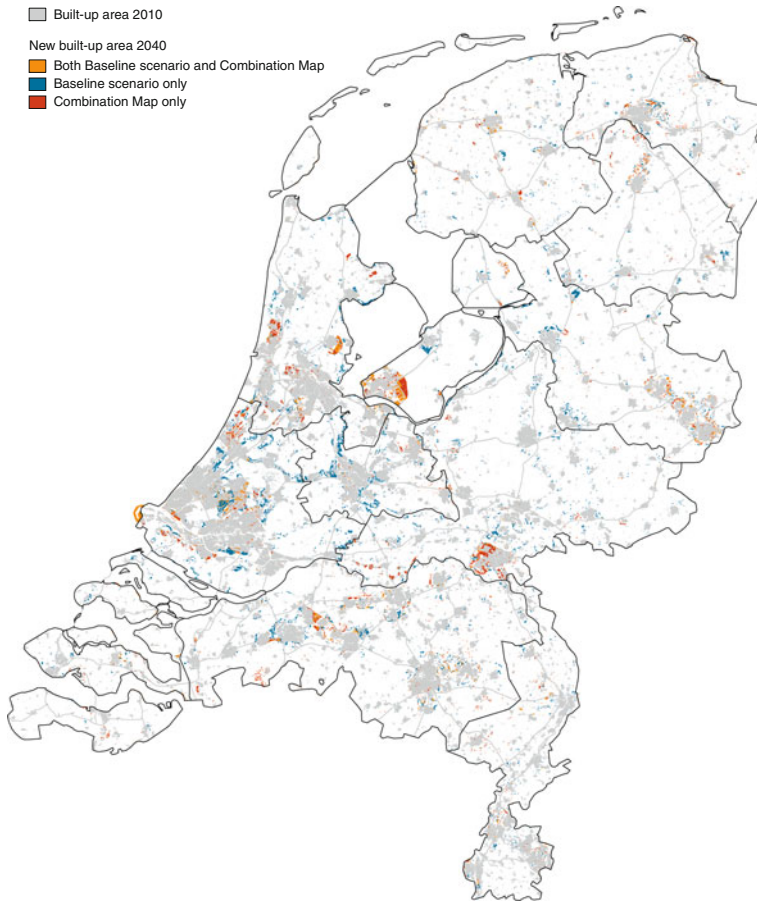 Built-up area 2010
New built-up area 2040
Both Baseline scenario and Combination Map
Baseline scenario only
Combination Map only